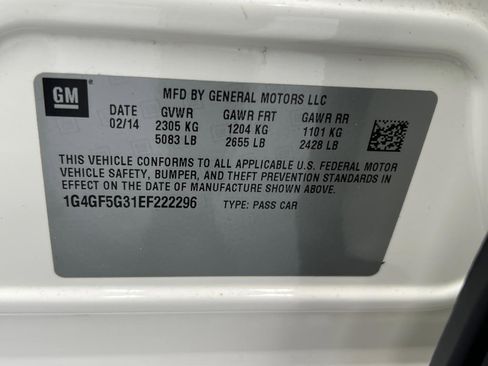 GM
MFD BY GENERAL MOTORS LLC
DATE GVWR GAWR FRT GAWR RR
02/14 2305 KG 1204 KG 1101 KG
5083 LB 2655 LB 2428 LB
THIS VEHICLE CONFORMS TO ALL APPLICABLE U.S. FEDERAL MOTOR
VEHICLE SAFETY, BUMPER, AND THEFT PREVENTION STANDARDS IN
EFFECT ON THE DATE OF MANUFACTURE SHOWN ABOVE.
1G4GF5G31EF222296 TYPE: PASS CAR